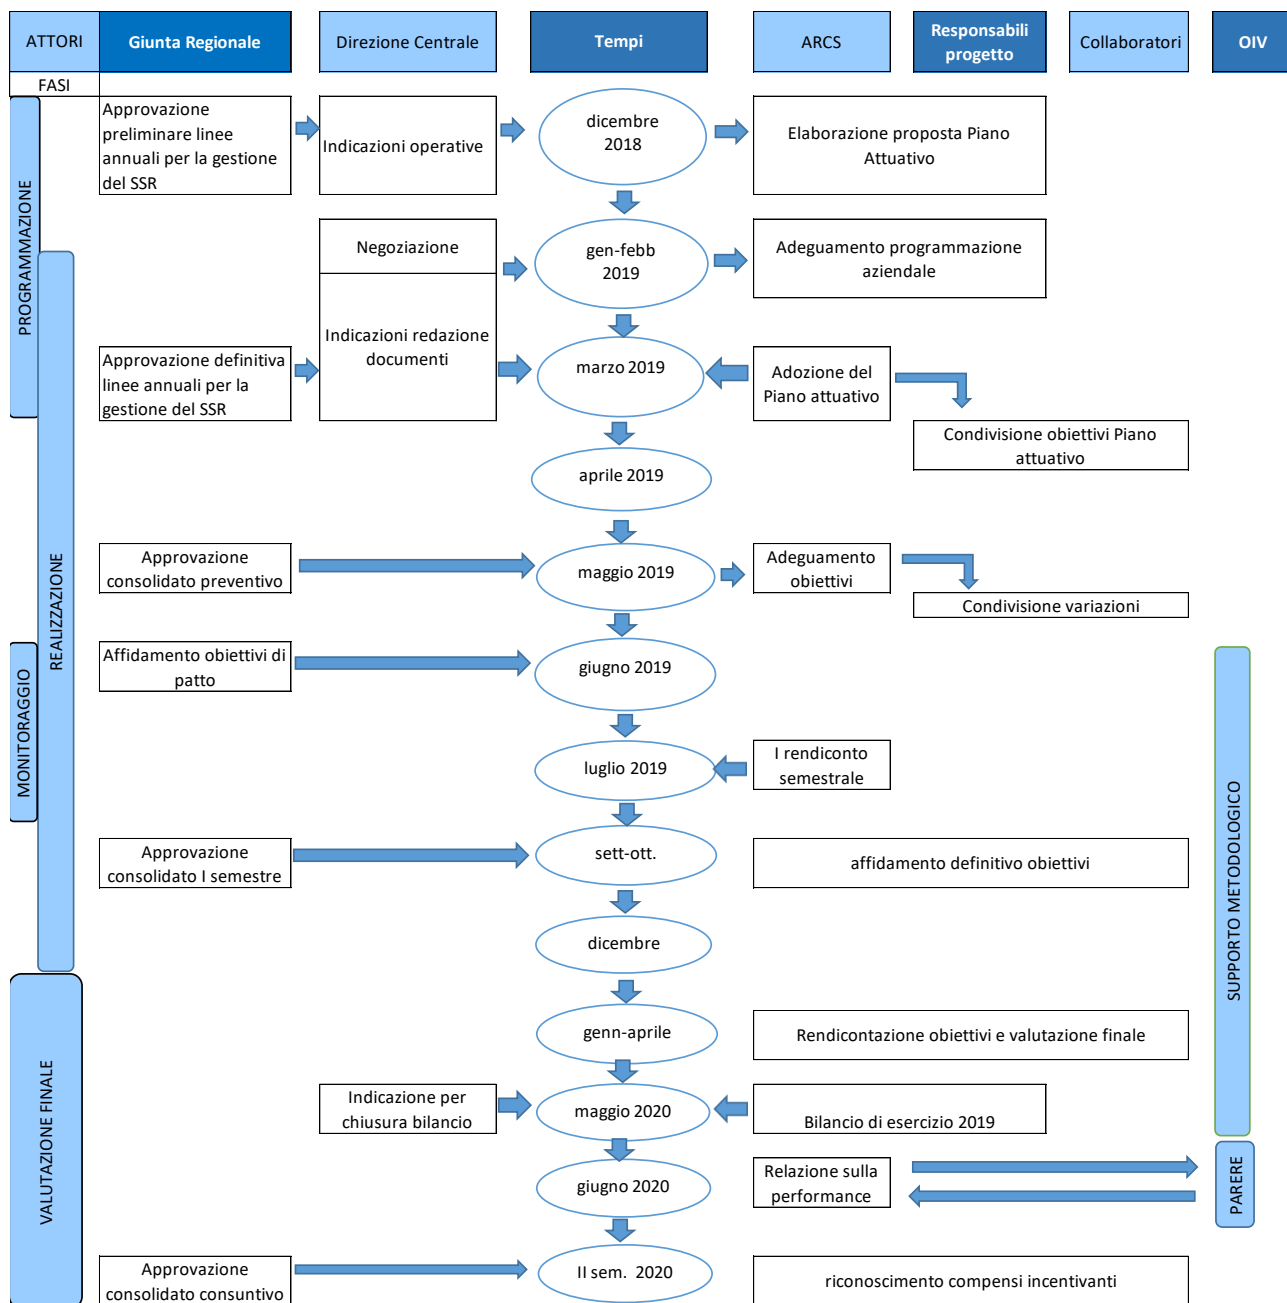 ATTORI
Giunta Regionale
Direzione Centrale
Tempi
ARCS
Responsabili
progetto
Collaboratori
OIV
FASI
PROGRAMMAZIONE
Approvazione
preliminare linee
annuali per la gestione
del SSR
Indicazioni operative
dicembre
2018
Elaborazione proposta Piano
Attuativo
Negoziazione
gen-febb
2019
Adeguamento programmazione
aziendale
REALIZZAZIONE
Approvazione definitiva
linee annuali per la
gestione del SSR
Indicazioni redazione
documenti
marzo 2019
Adozione del
Piano attuativo
Condivisione obiettivi Piano
attuativo
aprile 2019
Approvazione
consolidato preventivo
maggio 2019
Adeguamento
obiettivi
Condivisione variazioni
MONITORAGGIO
Affidamento obiettivi di
patto
giugno 2019
SUPPORTO METODOLOGICO
luglio 2019
I rendiconto
semestrale
Approvazione
consolidato I semestre
sett-ott.
affidamento definitivo obiettivi
dicembre
VALUTAZIONE FINALE
genn-aprile
Rendicontazione obiettivi e valutazione finale
Indicazione per
chiusura bilancio
maggio 2020
Bilancio di esercizio 2019
giugno 2020
Relazione sulla
performance
PARERE
Approvazione
consolidato consuntivo
II sem. 2020
riconoscimento compensi incentivanti